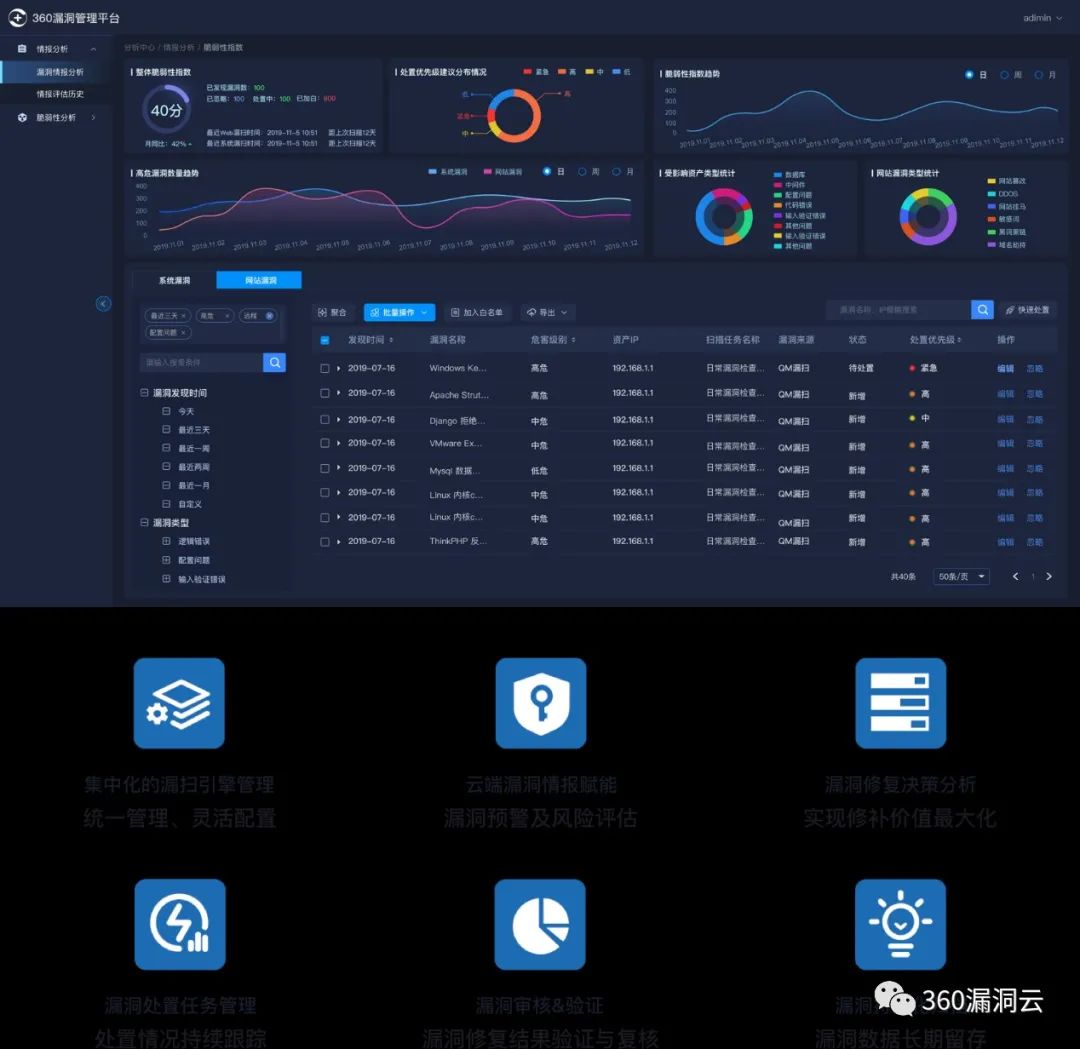 360漏洞管理平台
adimin
情报分析
漏洞情报分析
情报评估历史
脆弱性分析
分析中心 / 情报分析 / 脆弱性指数
整体脆弱性指数
40分
月同比：42%
已发现漏洞数：100
已忽略：100 处置中：100 已加白：900
最近Web漏扫时间：2019-11-5 10:51 距上次扫描12天
最近系统漏扫时间：2019-11-5 10:51 距上次扫描12天
处置优先级建议分布情况
紧急 高 中 低
低
紧急
中
高
脆弱性指数趋势
日 周 月
400
300
200
100
0
2019.11.01 2019.11.02 2019.11.03 2019.11.04 2019.11.05 2019.11.06 2019.11.07 2019.11.08 2019.11.09 2019.11.10 2019.11.11 2019.11.12
高危漏洞数量趋势
系统漏洞 网站漏洞 日 周 月
400
300
200
100
0
2019.11.01 2019.11.02 2019.11.03 2019.11.04 2019.11.05 2019.11.06 2019.11.07 2019.11.08 2019.11.09 2019.11.10 2019.11.11 2019.11.12
受影响资产类型统计
数据库
中间件
配置问题
代码错误
输入验证错误
其他问题
输入验证错误
其他问题
网站漏洞类型统计
网站篡改
DDOS
网站挂马
敏感词
黑词黑链
域名劫持
系统漏洞 网站漏洞
最近三天 × 高危 × 远程
配置问题 ×
请输入搜索条件
漏洞发现时间
今天
最近三天
最近一周
最近两周
最近一月
自定义
漏洞类型
逻辑错误
配置问题
输入验证错误
聚合 批量操作 加入白名单 导出
快速处置
发现时间 漏洞名称 危害级别 资产IP 扫描任务名称 漏洞来源 状态 处置优先级 操作
2019-07-16 Windows Ke... 高危 192.168.1.1 日常漏洞检查... QM漏扫 待处置 紧急 编辑 忽略
2019-07-16 Apache Strut... 高危 192.168.1.1 日常漏洞检查... QM漏扫 新增 高 编辑 忽略
2019-07-16 Django 拒绝... 中危 192.168.1.1 日常漏洞检查... QM漏扫 新增 中 编辑 忽略
2019-07-16 VMware Ex... 中危 192.168.1.1 日常漏洞检查... QM漏扫 新增 高 编辑 忽略
2019-07-16 Mysql 数据... 低危 192.168.1.1 日常漏洞检查... QM漏扫 新增 高 编辑 忽略
2019-07-16 Linux 内核c... 中危 192.168.1.1 日常漏洞检查... QM漏扫 新增 高 编辑 忽略
2019-07-16 Linux 内核c... 中危 192.168.1.1 日常漏洞检查... QM漏扫 新增 高 编辑 忽略
2019-07-16 ThinkPHP 反... 高危 192.168.1.1 日常漏洞检查... QM漏扫 新增 高 编辑 忽略
共40条 50条/页 1
集中化的漏扫引擎管理
统一管理、灵活配置
云端漏洞情报赋能
漏洞预警及风险评估
漏洞修复决策分析
实现修补价值最大化
漏洞处置任务管理
处置情况持续跟踪
漏洞审核&验证
漏洞修复结果验证与复核
漏洞
漏洞数据长期留存
360漏洞云